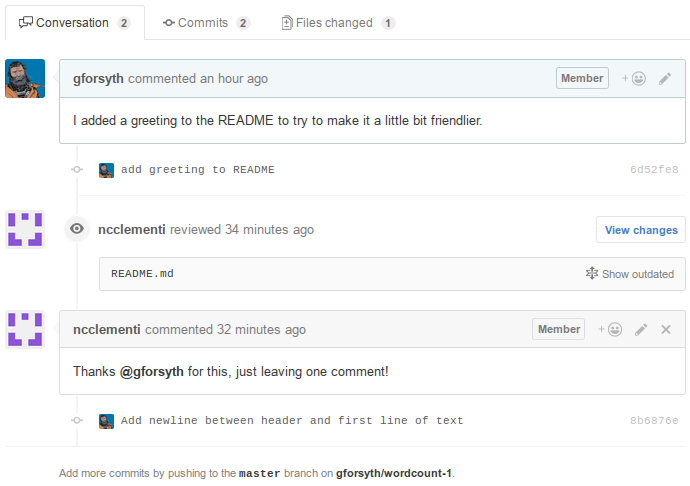 Conversation 2 Commits 2 Files changed 1
gforsyth commented an hour ago Member
I added a greeting to the README to try to make it a little bit friendlier.
add greeting to README 6d52fe8
ncclementi reviewed 34 minutes ago View changes
README.md Show outdated
ncclementi commented 32 minutes ago Member
Thanks @gforsyth for this, just leaving one comment!
Add newline between header and first line of text 8b6876e
Add more commits by pushing to the master branch on gforsyth/wordcount-1.